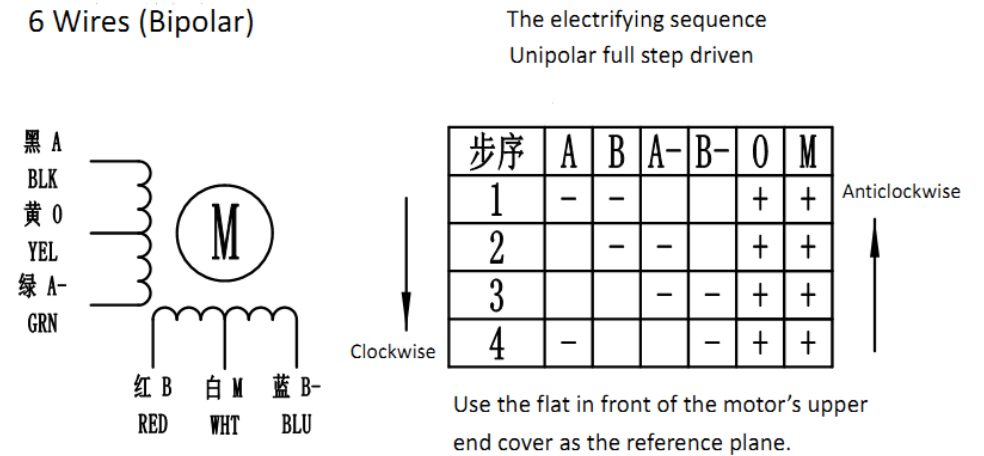 6 Wires (Bipolar)
The electrifying sequence
Unipolar full step driven
黑 A
BLK
黄 O
YEL
绿 A-
GRN
M
红 B
RED
白 M
WHT
蓝 B-
BLU
Clockwise
步序 A B A- B- O M
1 - - + +
2 - - + +
3 - - + +
4 - - + +
Anticlockwise
Use the flat in front of the motor's upper
end cover as the reference plane.